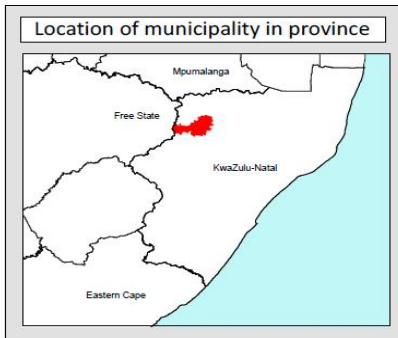 Location of municipality in province
Mpumalanga
Free State
KwaZulu-Natal
Eastern Cape